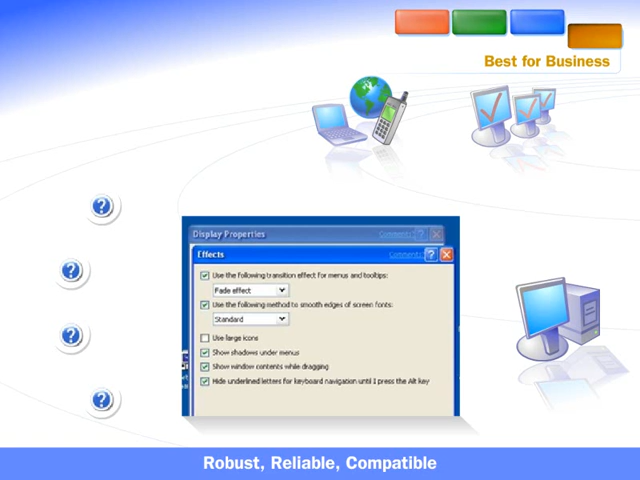 Best for Business
Display Properties
Comments?
Effects
Comments?
Use the following transition effect for menus and tooltips:
Fade effect
Use the following method to smooth edges of screen fonts:
Standard
Use large icons
Show shadows under menus
Show window contents while dragging
Hide underlined letters for keyboard navigation until I press the Alt key
Robust, Reliable, Compatible